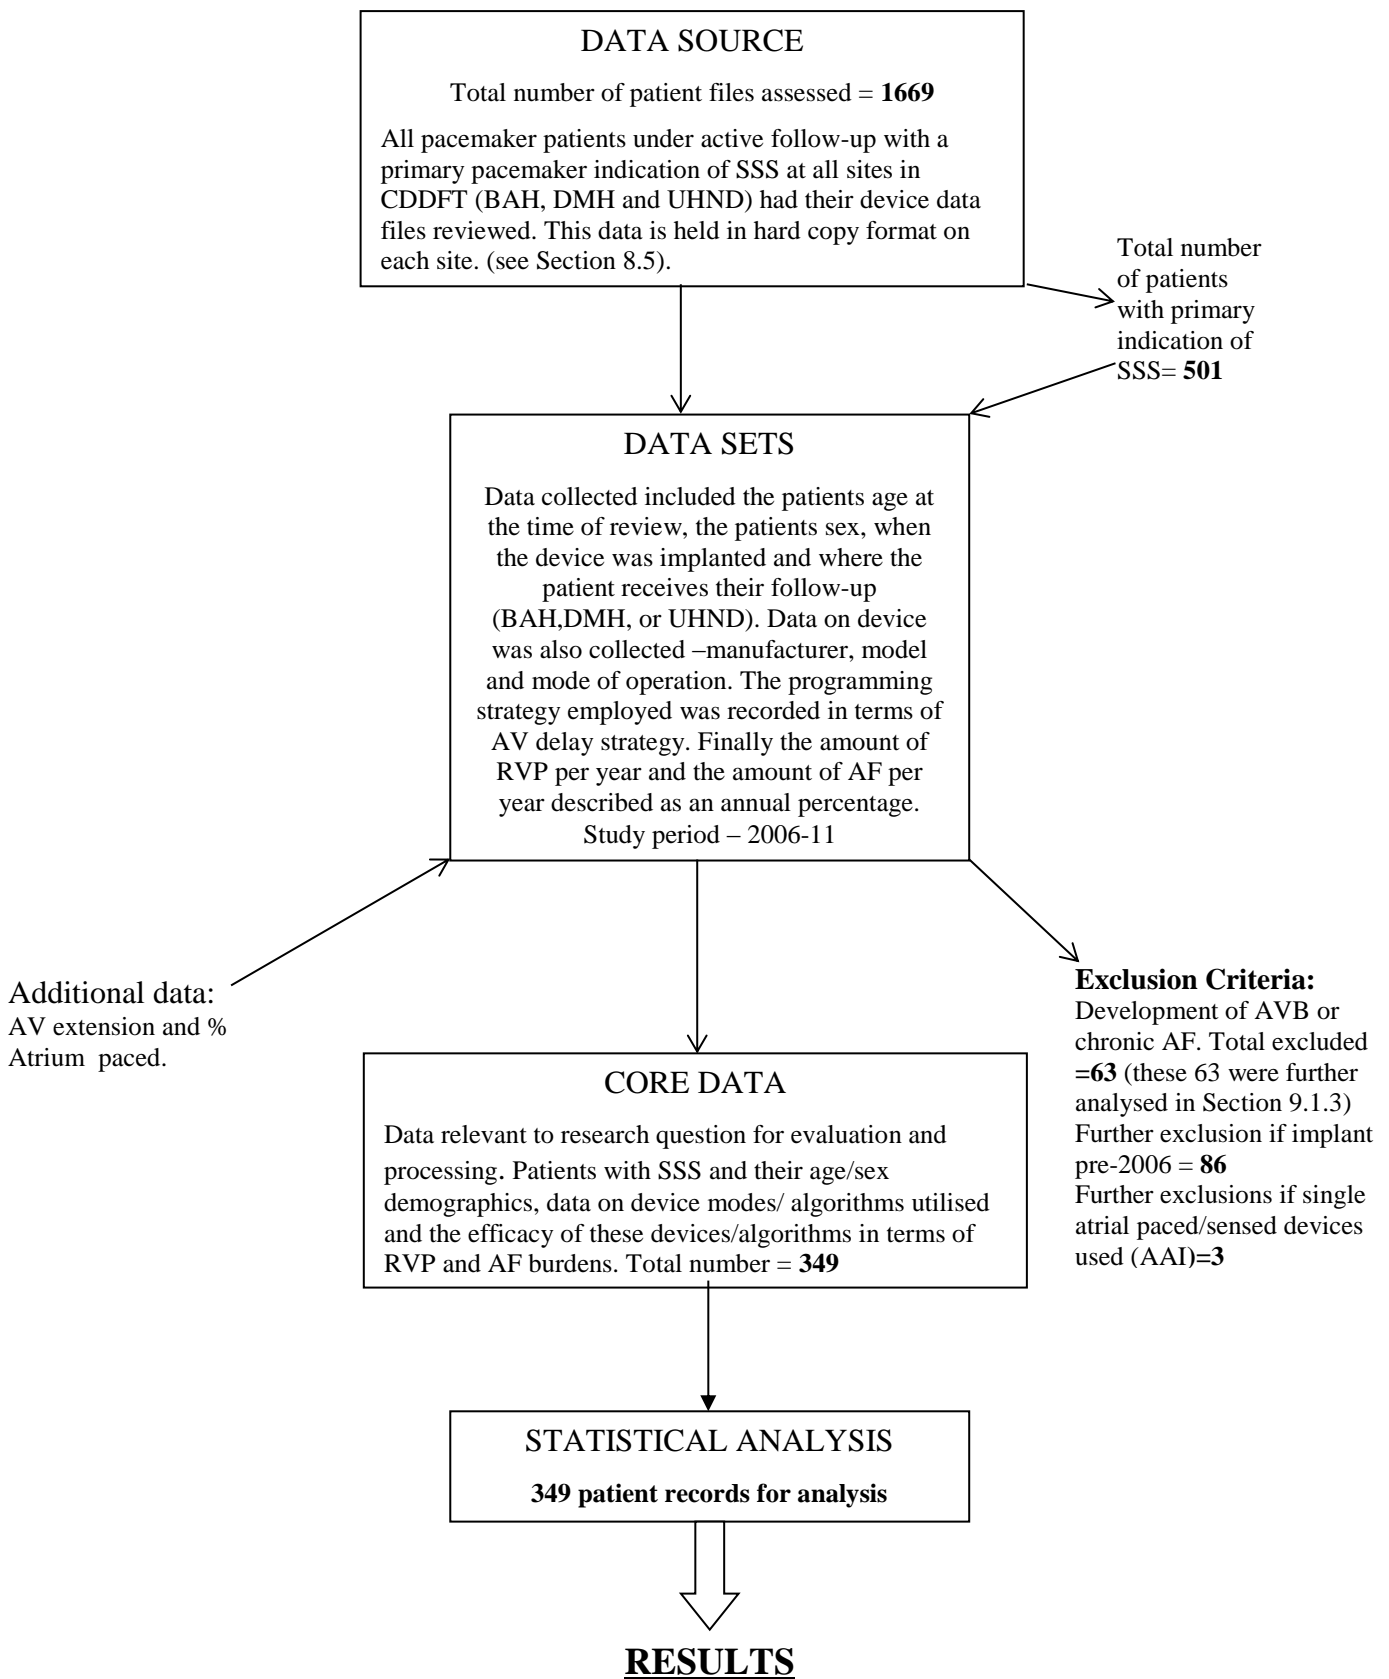 DATA SOURCE
Total number of patient files assessed = 1669
All pacemaker patients under active follow-up with a
primary pacemaker indication of SSS at all sites in
CDDFT (BAH, DMH and UHND) had their device data
files reviewed. This data is held in hard copy format on
each site. (see Section 8.5).
Total number
of patients
with primary
indication of
SSS= 501
DATA SETS
Data collected included the patients age at
the time of review, the patients sex, when
the device was implanted and where the
patient receives their follow-up
(BAH,DMH, or UHND). Data on device
was also collected –manufacturer, model
and mode of operation. The programming
strategy employed was recorded in terms of
AV delay strategy. Finally the amount of
RVP per year and the amount of AF per
year described as an annual percentage.
Study period – 2006-11
Additional data:
AV extension and %
Atrium paced.
Exclusion Criteria:
Development of AVB or
chronic AF. Total excluded
=63 (these 63 were further
analysed in Section 9.1.3)
Further exclusion if implant
pre-2006 = 86
Further exclusions if single
atrial paced/sensed devices
used (AAI)=3
CORE DATA
Data relevant to research question for evaluation and
processing. Patients with SSS and their age/sex
demographics, data on device modes/ algorithms utilised
and the efficacy of these devices/algorithms in terms of
RVP and AF burdens. Total number = 349
STATISTICAL ANALYSIS
349 patient records for analysis
RESULTS